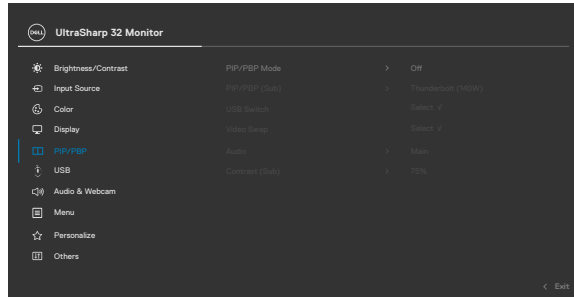 DELL UltraSharp 32 Monitor
Brightness/Contrast PIP/PBP Mode > Off
Input Source PIP/PBP (Sub) > Thunderbolt (140W)
Color USB Switch Select √
Display Video Swap Select √
PIP/PBP Audio > Main
USB Contrast (Sub) > 75%
Audio & Webcam
Menu
Personalize
Others
< Exit